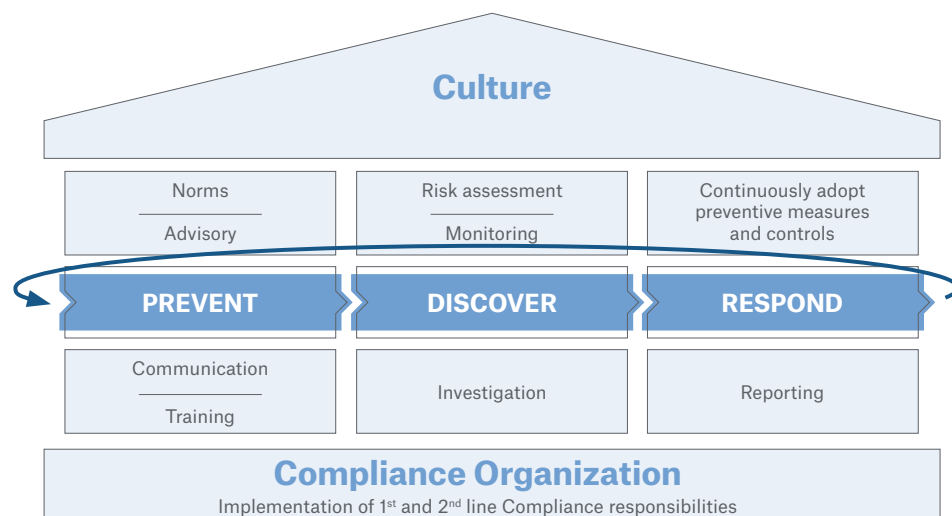 Culture
Norms
Advisory
Risk assessment
Monitoring
Continuously adopt
preventive measures
and controls
PREVENT
DISCOVER
RESPOND
Communication
Training
Investigation
Reporting
Compliance Organization
Implementation of 1st and 2nd line Compliance responsibilities